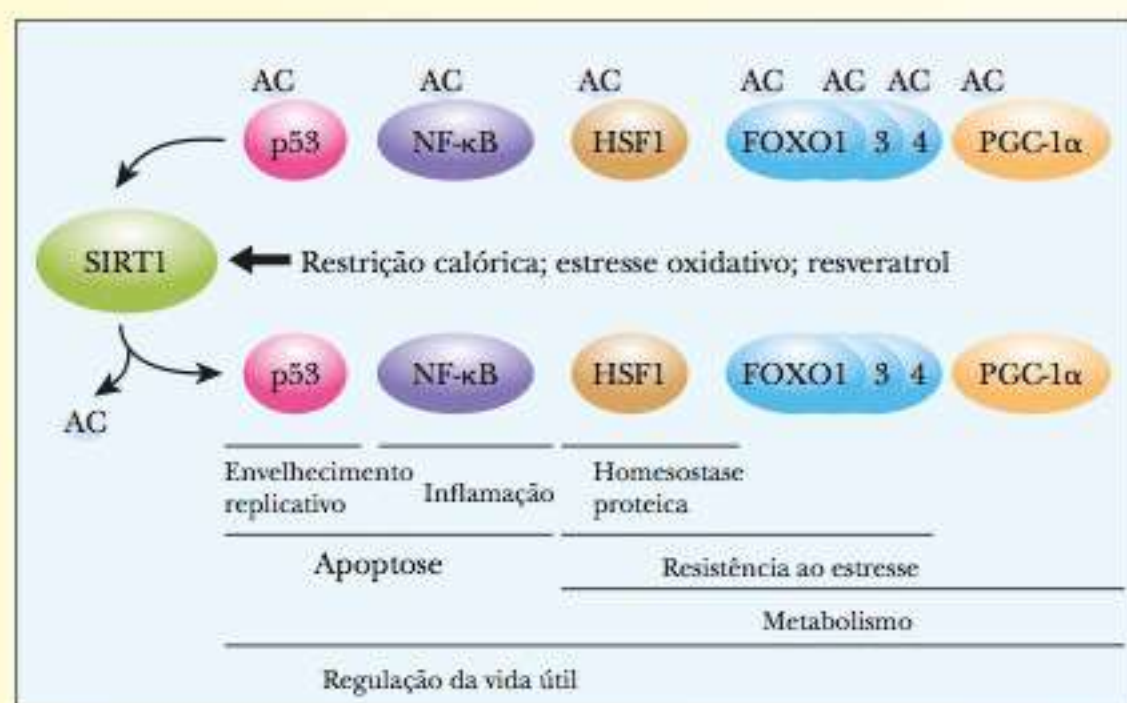 AC AC AC AC AC AC AC
p53 NF-κB HSF1 FOXO1 3 4 PGC-1α
SIRT1 Restrição calórica; estresse oxidativo; resveratrol
p53 NF-κB HSF1 FOXO1 3 4 PGC-1α
AC
Envelhecimento
replicativo
Inflamação
Homesostase
proteica
Apoptose
Resistência ao estresse
Metabolismo
Regulação da vida útil